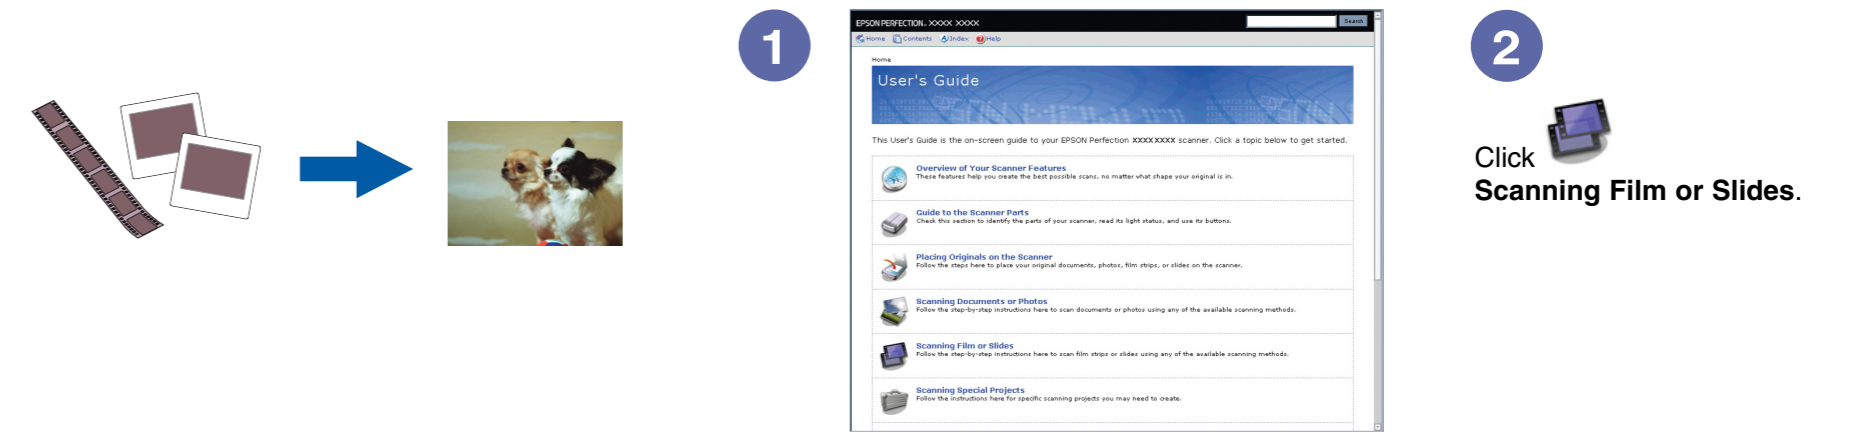 1
EPSON PERFECTION™ XXXX XXXX
Search
Home Contents Index Help
Home
User's Guide
This User's Guide is the on-screen guide to your EPSON Perfection XXXXXXXX scanner. Click a topic below to get started.
Overview of Your Scanner Features
These features help you create the best possible scans, no matter what shape your original is in.
Guide to the Scanner Parts
Check this section to identify the parts of your scanner, read its light status, and use its buttons.
Placing Originals on the Scanner
Follow the steps here to place your original documents, photos, film strips, or slides on the scanner.
Scanning Documents or Photos
Follow the step-by-step instructions here to scan documents or photos using any of the available scanning methods.
Scanning Film or Slides
Follow the step-by-step instructions here to scan film strips or slides using any of the available scanning methods.
Scanning Special Projects
Follow the instructions here for specific scanning projects you may need to create.
2
Click
Scanning Film or Slides.